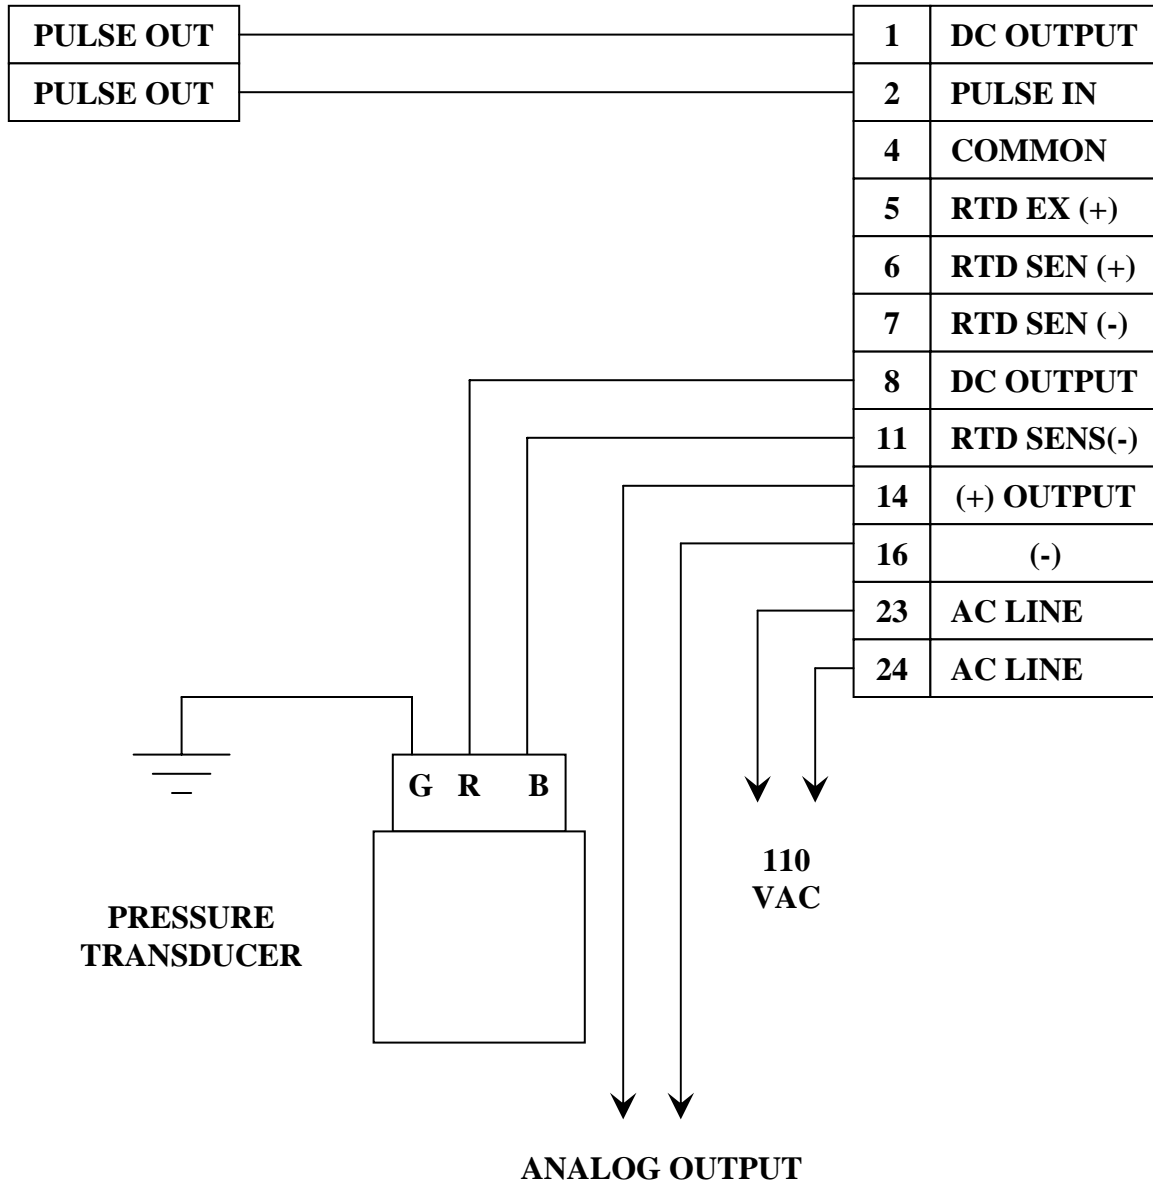 PULSE OUT
PULSE OUT
1 DC OUTPUT
2 PULSE IN
4 COMMON
5 RTD EX (+)
6 RTD SEN (+)
7 RTD SEN (-)
8 DC OUTPUT
11 RTD SENS(-)
14 (+) OUTPUT
16 (-)
23 AC LINE
24 AC LINE
G R B
110
VAC
PRESSURE
TRANSDUCER
ANALOG OUTPUT